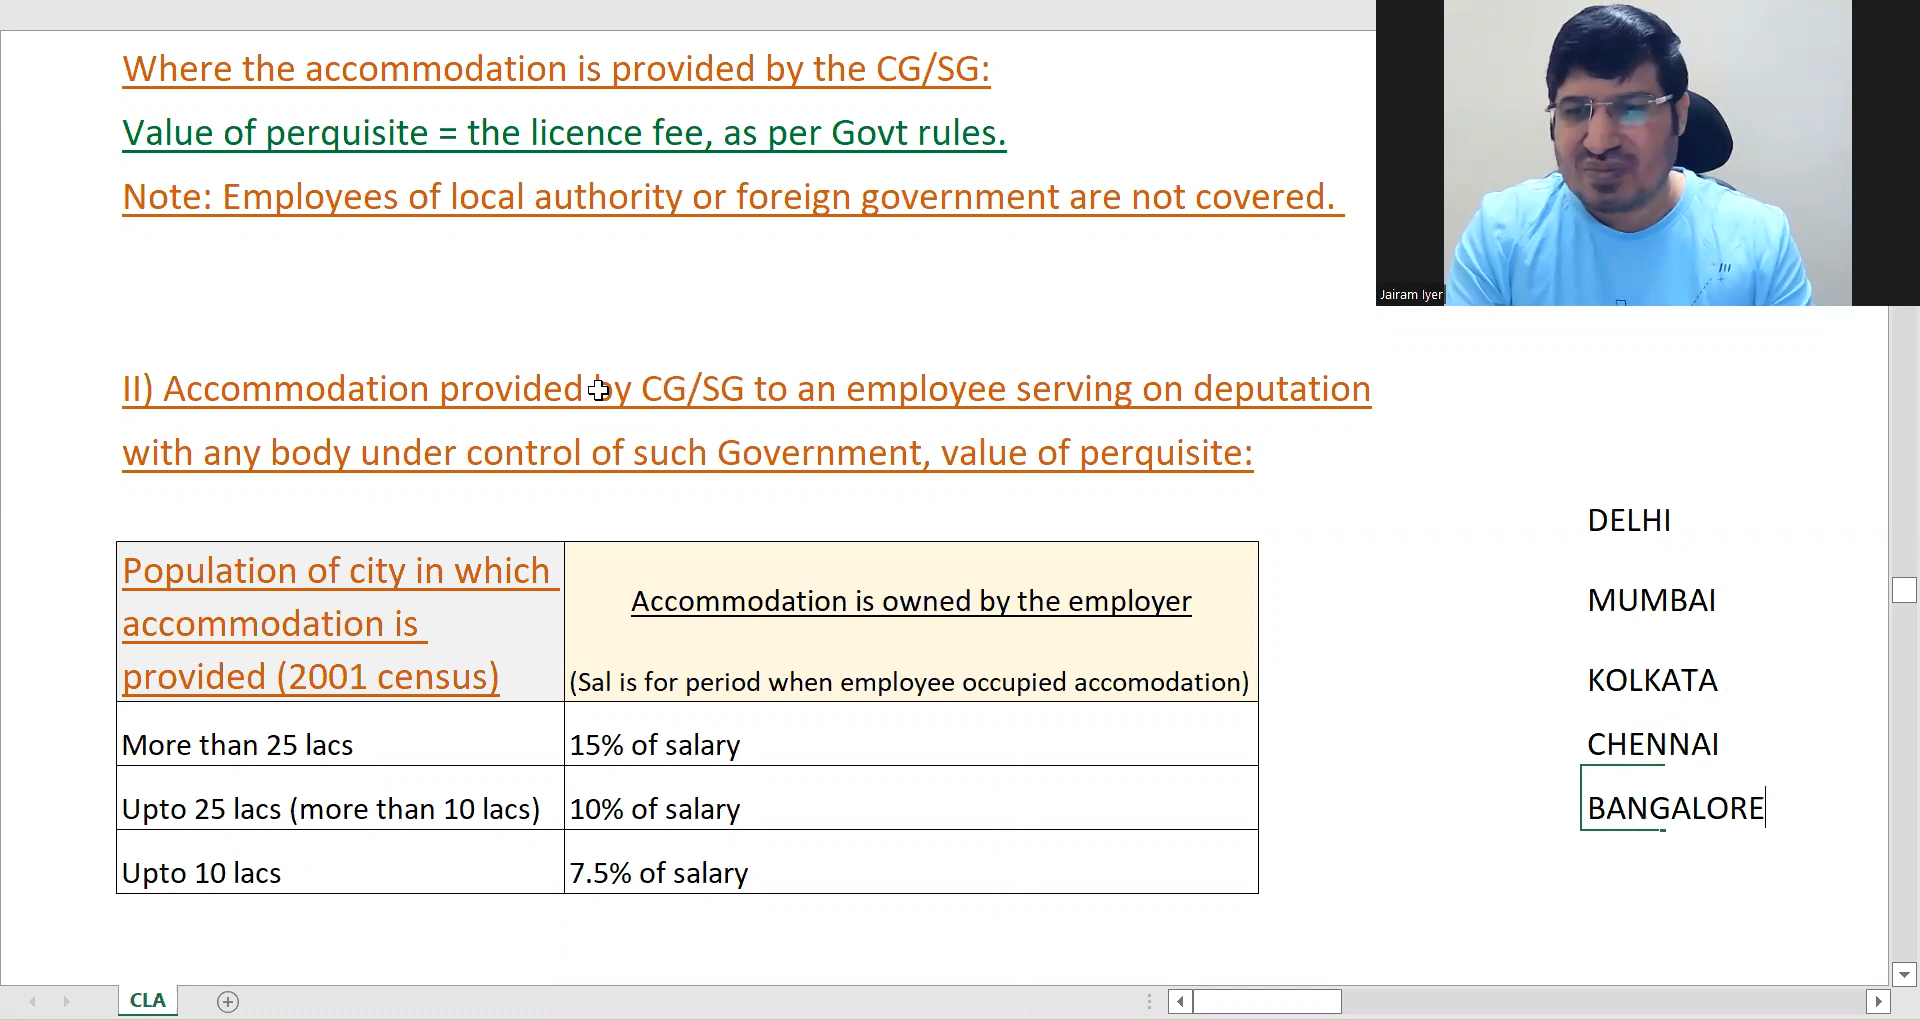 Where the accommodation is provided by the CG/SG:
Value of perquisite = the licence fee, as per Govt rules.
Note: Employees of local authority or foreign government are not covered.
Jairam Iyer
II) Accommodation provided by CG/SG to an employee serving on deputation
with any body under control of such Government, value of perquisite:
Population of city in which
accommodation is
provided (2001 census)
Accommodation is owned by the employer
(Sal is for period when employee occupied accomodation)
More than 25 lacs
15% of salary
Upto 25 lacs (more than 10 lacs)
10% of salary
Upto 10 lacs
7.5% of salary
DELHI
MUMBAI
KOLKATA
CHENNAI
BANGALORE
CLA